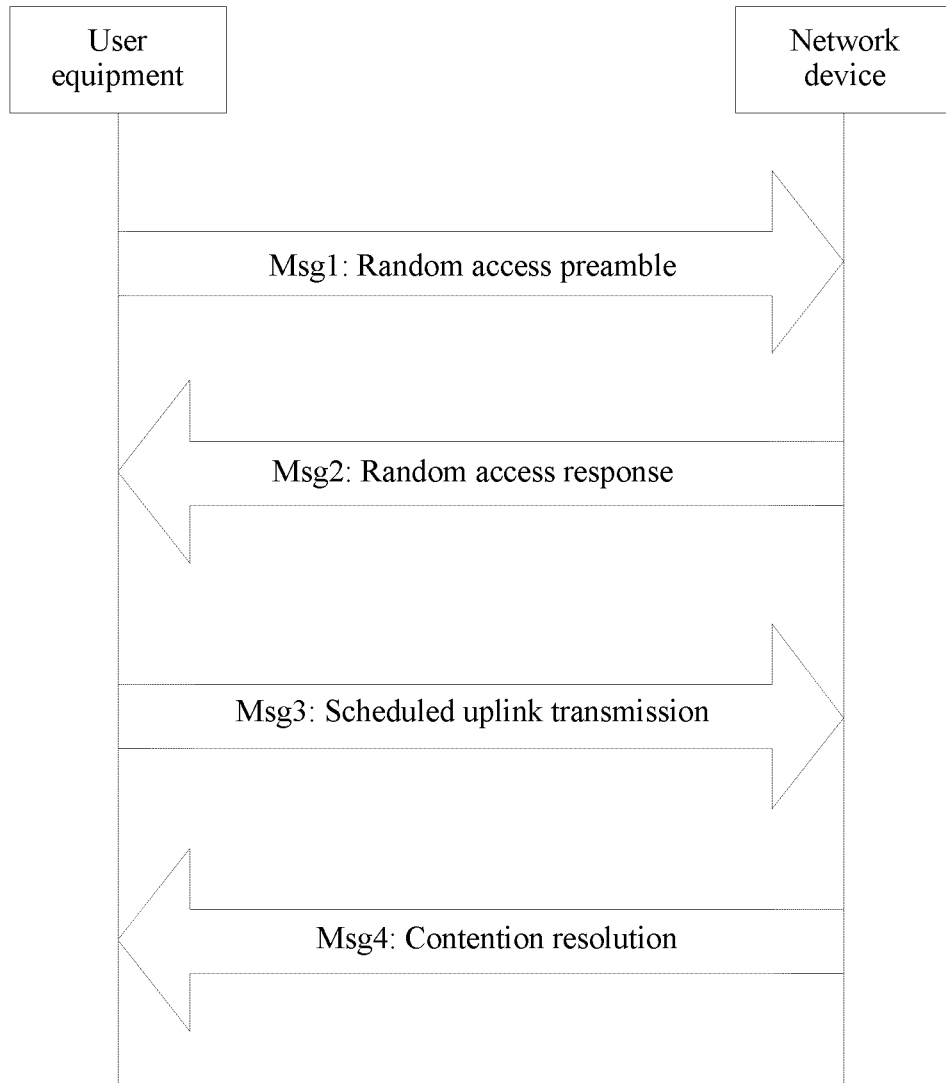 User
equipment
Network
device
Msg1: Random access preamble
Msg2: Random access response
Msg3: Scheduled uplink transmission
Msg4: Contention resolution